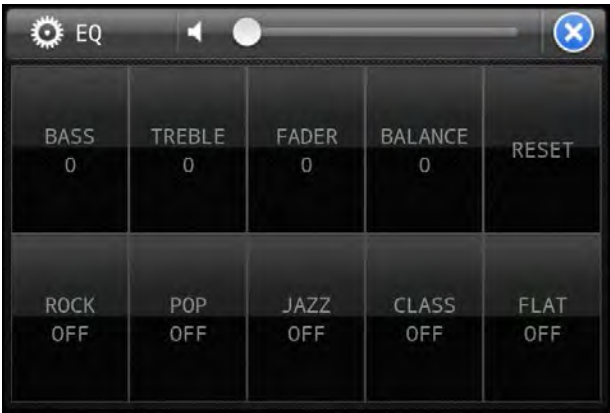 EQ
BASS TREBLE FADER BALANCE RESET
0 0 0 0
ROCK POP JAZZ CLASS FLAT
OFF OFF OFF OFF OFF